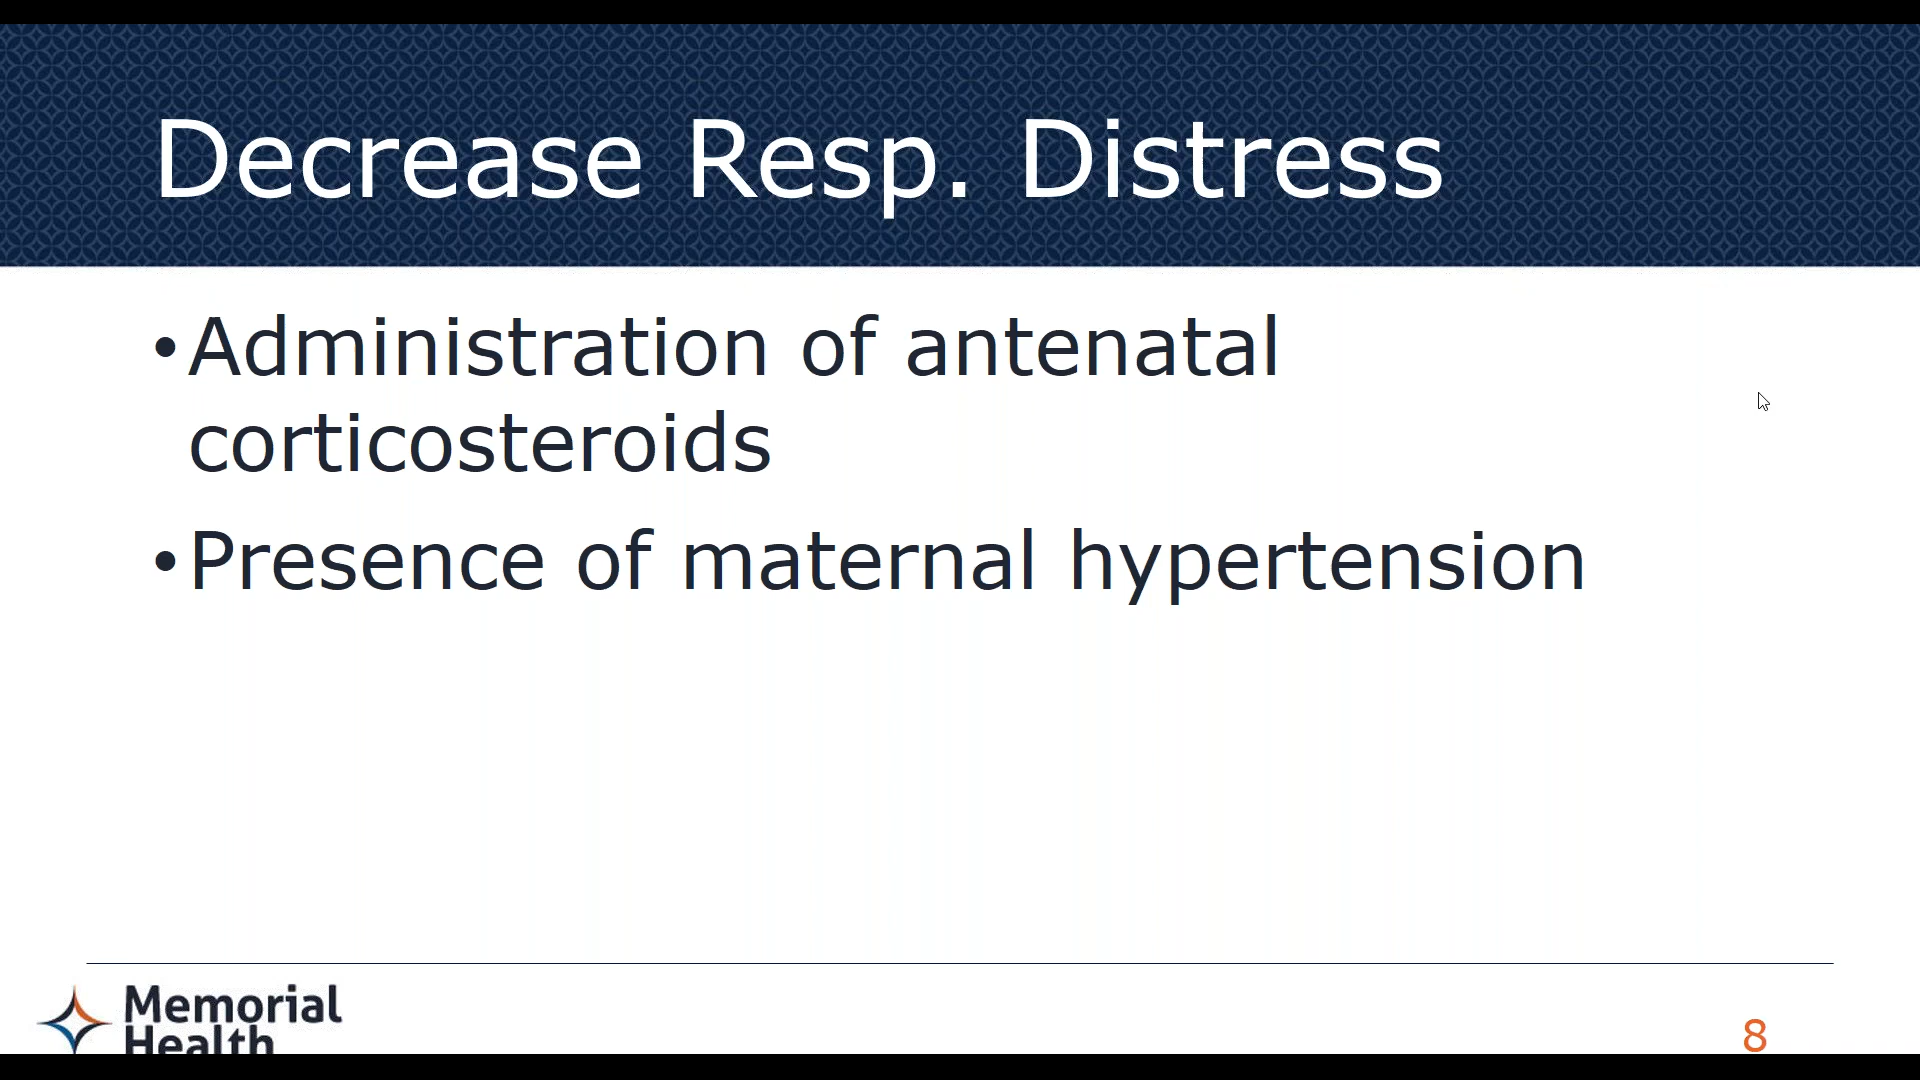 Decrease Resp. Distress
•Administration of antenatal
corticosteroids
•Presence of maternal hypertension
Memorial
Health
8